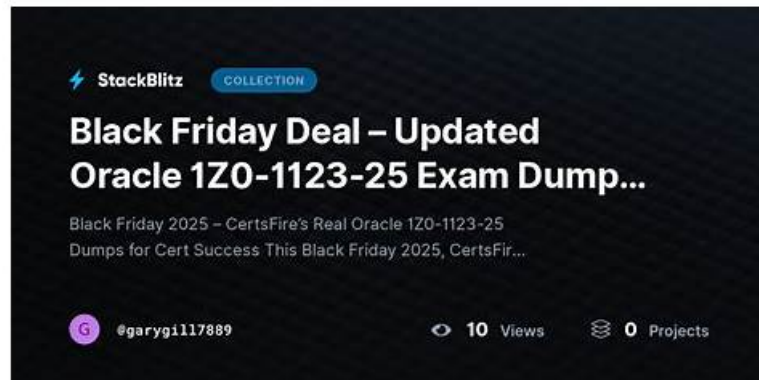 StackBlitz COLLECTION
Black Friday Deal – Updated
Oracle 1Z0-1123-25 Exam Dump...
Black Friday 2025 – CertsFire's Real Oracle 1Z0-1123-25
Dumps for Cert Success This Black Friday 2025, CertsFir...
G @garygill7889 10 Views 0 Projects